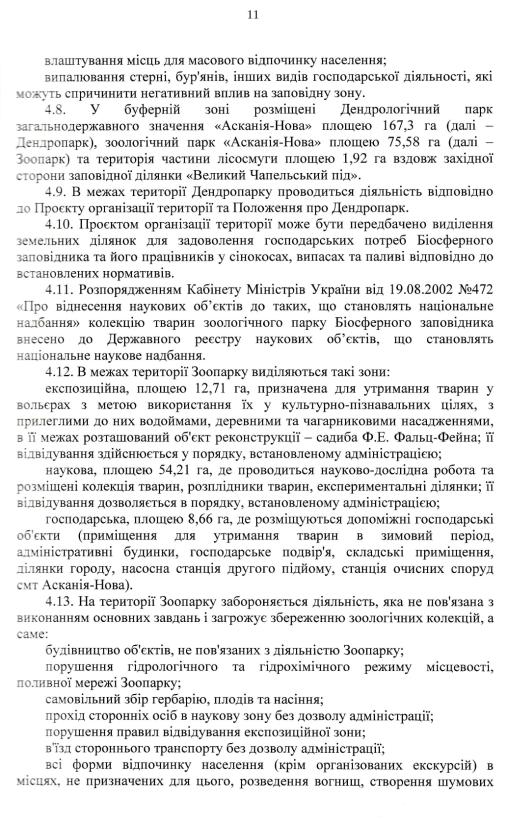 11
влаштування місць для масового відпочинку населення;
випалювання стерні, бур'янів, інших видів господарської діяльності, які
можуть спричинити негативний вплив на заповідну зону.
4.8. У буферній зоні розміщені Дендрологічний парк
загальнодержавного значення «Асканія-Нова» площею 167,3 га (далі –
Дендропарк), зоологічний парк «Асканія-Нова» площею 75,58 га (далі –
Зоопарк) та територія частини лісосмуги площею 1,92 га вздовж західної
сторони заповідної ділянки «Великий Чапельський під».
4.9. В межах території Дендропарку проводиться діяльність відповідно
до Проєкту організації території та Положення про Дендропарк.
4.10. Проєктом організації території може бути передбачено виділення
земельних ділянок для задоволення господарських потреб Біосферного
заповідника та його працівників у сінокосах, випасах та паливі відповідно до
встановлених нормативів.
4.11. Розпорядженням Кабінету Міністрів України від 19.08.2002 №472
«Про віднесення наукових об’єктів до таких, що становлять національне
надбання» колекцію тварин зоологічного парку Біосферного заповідника
внесено до Державного реєстру наукових об’єктів, що становлять
національне наукове надбання.
4.12. В межах території Зоопарку виділяються такі зони:
експозиційна, площею 12,71 га, призначена для утримання тварин у
вольєрах з метою використання їх у культурно-пізнавальних цілях, з
прилеглими до них водоймами, деревними та чагарниковими насадженнями,
в її межах розташований об'єкт реконструкції – садиба Ф.Е. Фальц-Фейна; її
відвідування здійснюється у порядку, встановленому адміністрацією;
наукова, площею 54,21 га, де проводиться науково-дослідна робота та
розміщені колекція тварин, розплідники тварин, експериментальні ділянки; її
відвідування дозволяється в порядку, встановленому адміністрацією;
господарська, площею 8,66 га, де розміщуються допоміжні господарські
об'єкти (приміщення для утримання тварин в зимовий період,
адміністративні будинки, господарське подвір'я, складські приміщення,
ділянки городу, насосна станція другого підйому, станція очисних споруд
смт Асканія-Нова).
4.13. На території Зоопарку забороняється діяльність, яка не пов'язана з
виконанням основних завдань і загрожує збереженню зоологічних колекцій, а
саме:
будівництво об'єктів, не пов'язаних з діяльністю Зоопарку;
порушення гідрологічного та гідрохімічного режиму місцевості,
поливної мережі Зоопарку;
самовільний збір гербарію, плодів та насіння;
прохід сторонніх осіб в наукову зону без дозволу адміністрації;
порушення правил відвідування експозиційної зони;
в'їзд стороннього транспорту без дозволу адміністрації;
всі форми відпочинку населення (крім організованих екскурсій) в
місцях, не призначених для цього, розведення вогнищ, створення шумових